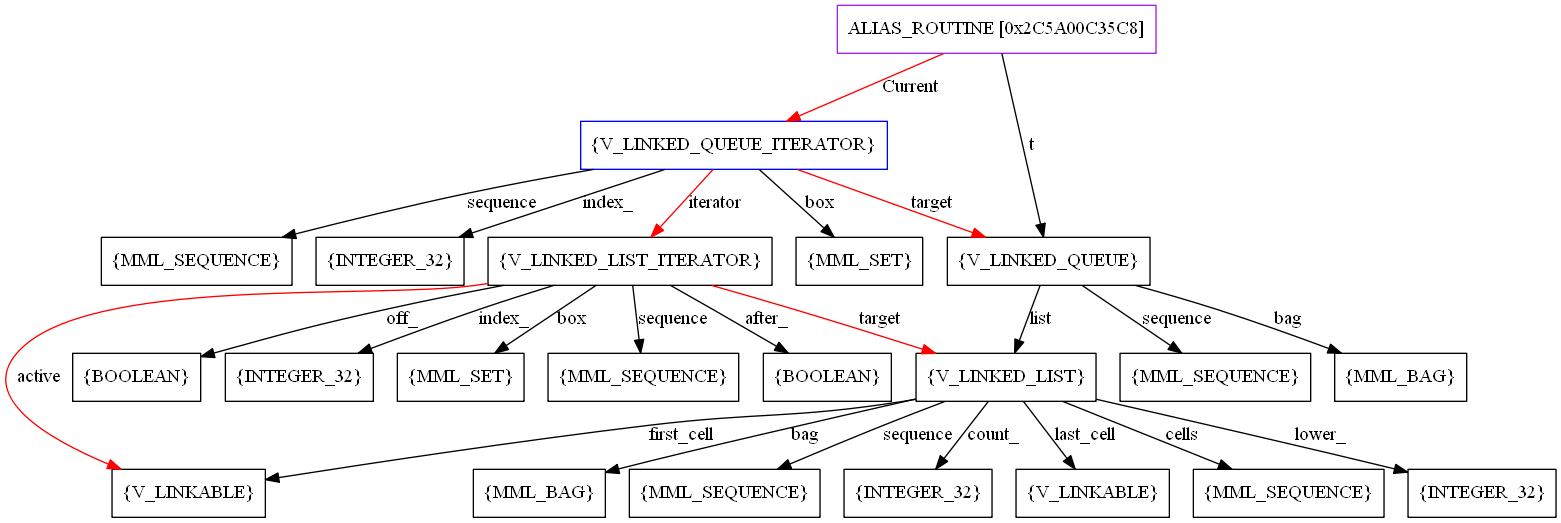 ALIAS_ROUTINE [0x2C5A00C35C8]
Current
t
{V_LINKED_QUEUE_ITERATOR}
sequence
index_
iterator
box
target
{MML_SEQUENCE}
{INTEGER_32}
{V_LINKED_LIST_ITERATOR}
{MML_SET}
{V_LINKED_QUEUE}
off_
index_
box
sequence
after_
target
list
sequence
bag
active
{BOOLEAN}
{INTEGER_32}
{MML_SET}
{MML_SEQUENCE}
{BOOLEAN}
{V_LINKED_LIST}
{MML_SEQUENCE}
{MML_BAG}
first_cell
bag
sequence
count_
last_cell
cells
lower_
{V_LINKABLE}
{MML_BAG}
{MML_SEQUENCE}
{INTEGER_32}
{V_LINKABLE}
{MML_SEQUENCE}
{INTEGER_32}